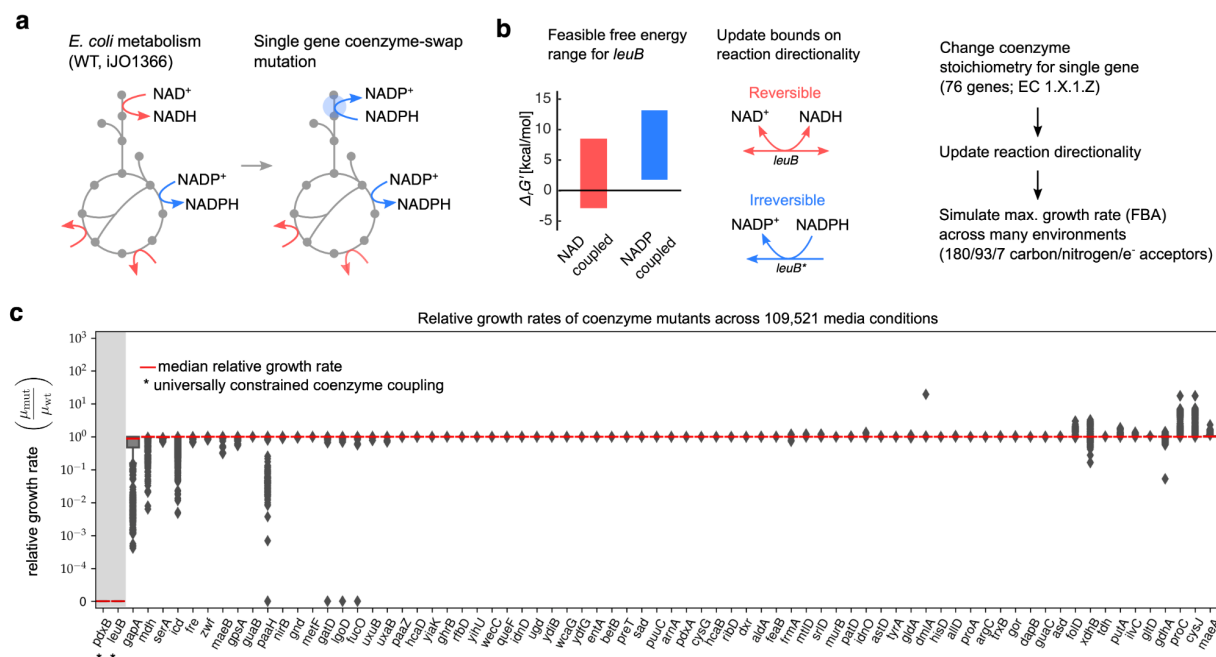 a
E. coli metabolism
(WT, iJO1366)
Single gene coenzyme-swap
mutation
NAD+
NADH
NADP+
NADPH
NADP+
NADPH
NADP+
NADPH
b
Feasible free energy
range for leuB
ΔrG′ [kcal/mol]
15
10
5
0
-5
NAD
coupled
NADP
coupled
Update bounds on
reaction directionality
Reversible
NAD+ NADH
leuB
Irreversible
NADP+ NADPH
leuB*
Change coenzyme
stoichiometry for single gene
(76 genes; EC 1.X.1.Z)
Update reaction directionality
Simulate max. growth rate (FBA)
across many environments
(180/93/7 carbon/nitrogen/e- acceptors)
c
Relative growth rates of coenzyme mutants across 109,521 media conditions
median relative growth rate
* universally constrained coenzyme coupling
relative growth rate (μmut/μwt)
10^3
10^2
10^1
10^0
10^-1
10^-2
10^-3
10^-4
0
pdxB leuB gapA mdh serA icd fre zwf maeB gpsA guaB paaH nirB gnd metF gatD lgoD fucO uxuB uxaB paaZ hcaD yiaK ghrB rfbD yihU wecC queF idnD ugd ydiB wcaG ydfG entA betB preT sad puuC arnA pdxA cysG hcaB ribD dxr aldA feaB frmA mtlD srlD murB patD idnO astD tyrA gldA dmlA hisD allD proA argC trxB gor dapB guaC asd folD xdhB tdh putA ilvC gltD gdhA proC cysJ maeA
* *